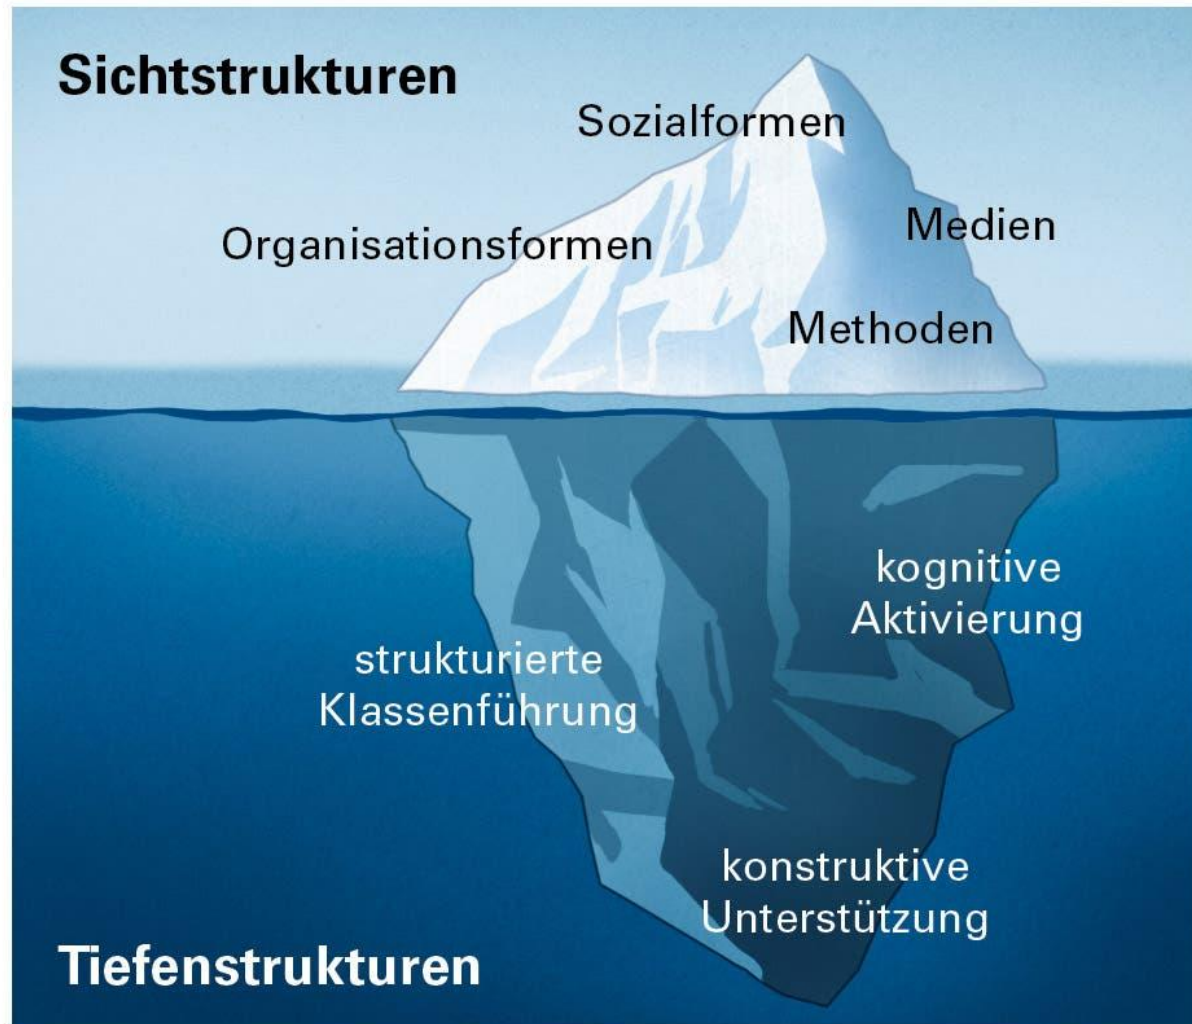 Sichtstrukturen
Sozialformen
Organisationsformen
Medien
Methoden
kognitive
Aktivierung
strukturierte
Klassenführung
konstruktive
Unterstützung
Tiefenstrukturen